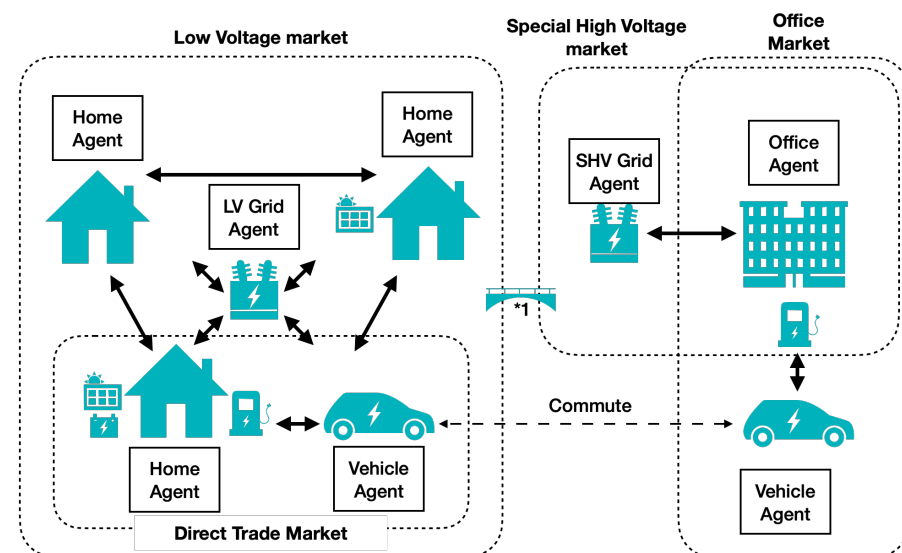 Low Voltage market
Special High Voltage
market
Office
Market
Home
Agent
Home
Agent
LV Grid
Agent
SHV Grid
Agent
Office
Agent
*1
Commute
Home
Agent
Vehicle
Agent
Vehicle
Agent
Direct Trade Market